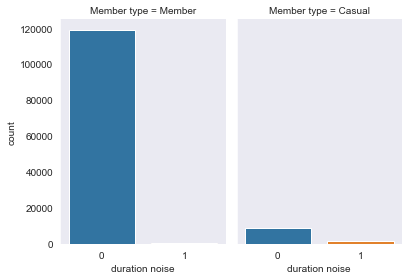 Member type = Member
Member type = Casual
120000
100000
80000
60000
40000
20000
0
count
0 1
0 1
duration noise
duration noise